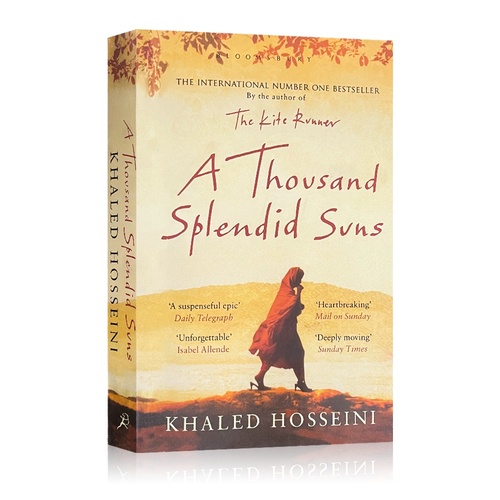 BLOOMSBURY
THE INTERNATIONAL NUMBER ONE BESTSELLER
By the author of
The Kite Runner
A Thousand
Splendid Suns
‘A suspenseful epic’
Daily Telegraph
‘Heartbreaking’
Mail on Sunday
‘Unforgettable’
Isabel Allende
‘Deeply moving’
Sunday Times
KHALED HOSSEINI
A Thousand Splendid Suns
KHALED HOSSEINI